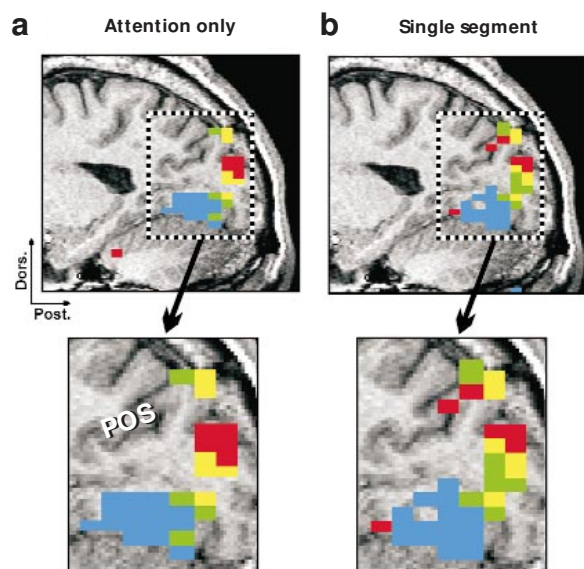 a
Attention only
b
Single segment
Dors.
Post.
POS